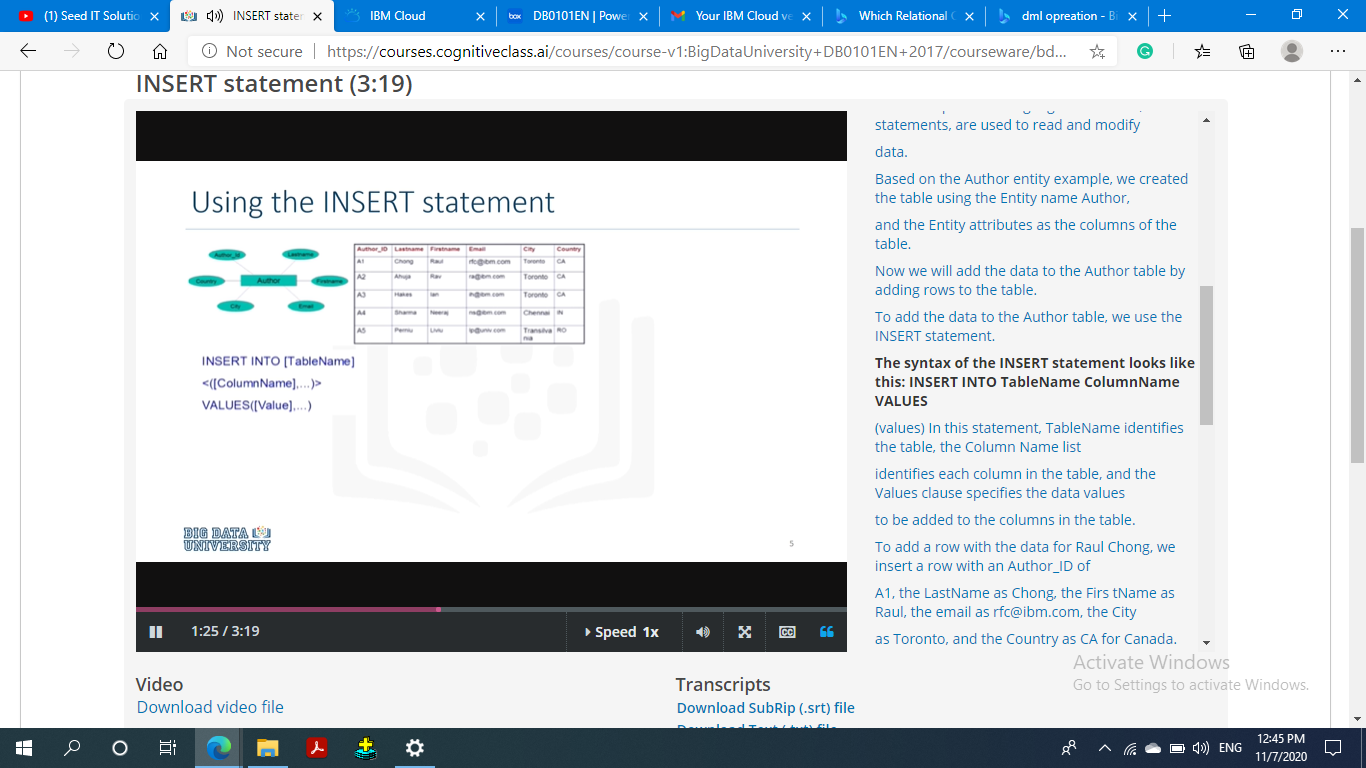 (1) Seed IT Solutio
INSERT stater
IBM Cloud
box DB0101EN | Powe
Your IBM Cloud ve
Which Relational C
dml opreation - Bi
Not secure | https://courses.cognitiveclass.ai/courses/course-v1:BigDataUniversity+DB0101EN+2017/courseware/bd...
INSERT statement (3:19)
Using the INSERT statement
Author_Id
Lastname
Country
Author
Firstname
City
Email
Author_ID Lastname Firstname Email City Country
A1 Chong Raul rfc@ibm.com Toronto CA
A2 Ahuja Rav ra@ibm.com Toronto CA
A3 Hakes Ian ih@ibm.com Toronto CA
A4 Sharma Neeraj ns@ibm.com Chennai IN
A5 Perniu Liviu lp@univ.com Transilva RO
nia
INSERT INTO [TableName]
<([ColumnName],...)>
VALUES([Value],...)
BIG DATA
UNIVERSITY
5
1:25 / 3:19
Speed 1x
CC
statements, are used to read and modify
data.
Based on the Author entity example, we created
the table using the Entity name Author,
and the Entity attributes as the columns of the
table.
Now we will add the data to the Author table by
adding rows to the table.
To add the data to the Author table, we use the
INSERT statement.
The syntax of the INSERT statement looks like
this: INSERT INTO TableName ColumnName
VALUES
(values) In this statement, TableName identifies
the table, the Column Name list
identifies each column in the table, and the
Values clause specifies the data values
to be added to the columns in the table.
To add a row with the data for Raul Chong, we
insert a row with an Author_ID of
A1, the LastName as Chong, the Firs tName as
Raul, the email as rfc@ibm.com, the City
as Toronto, and the Country as CA for Canada.
Activate Windows
Go to Settings to activate Windows.
Video
Download video file
Transcripts
Download SubRip (.srt) file
Download Text (.txt) file
ENG
12:45 PM
11/7/2020